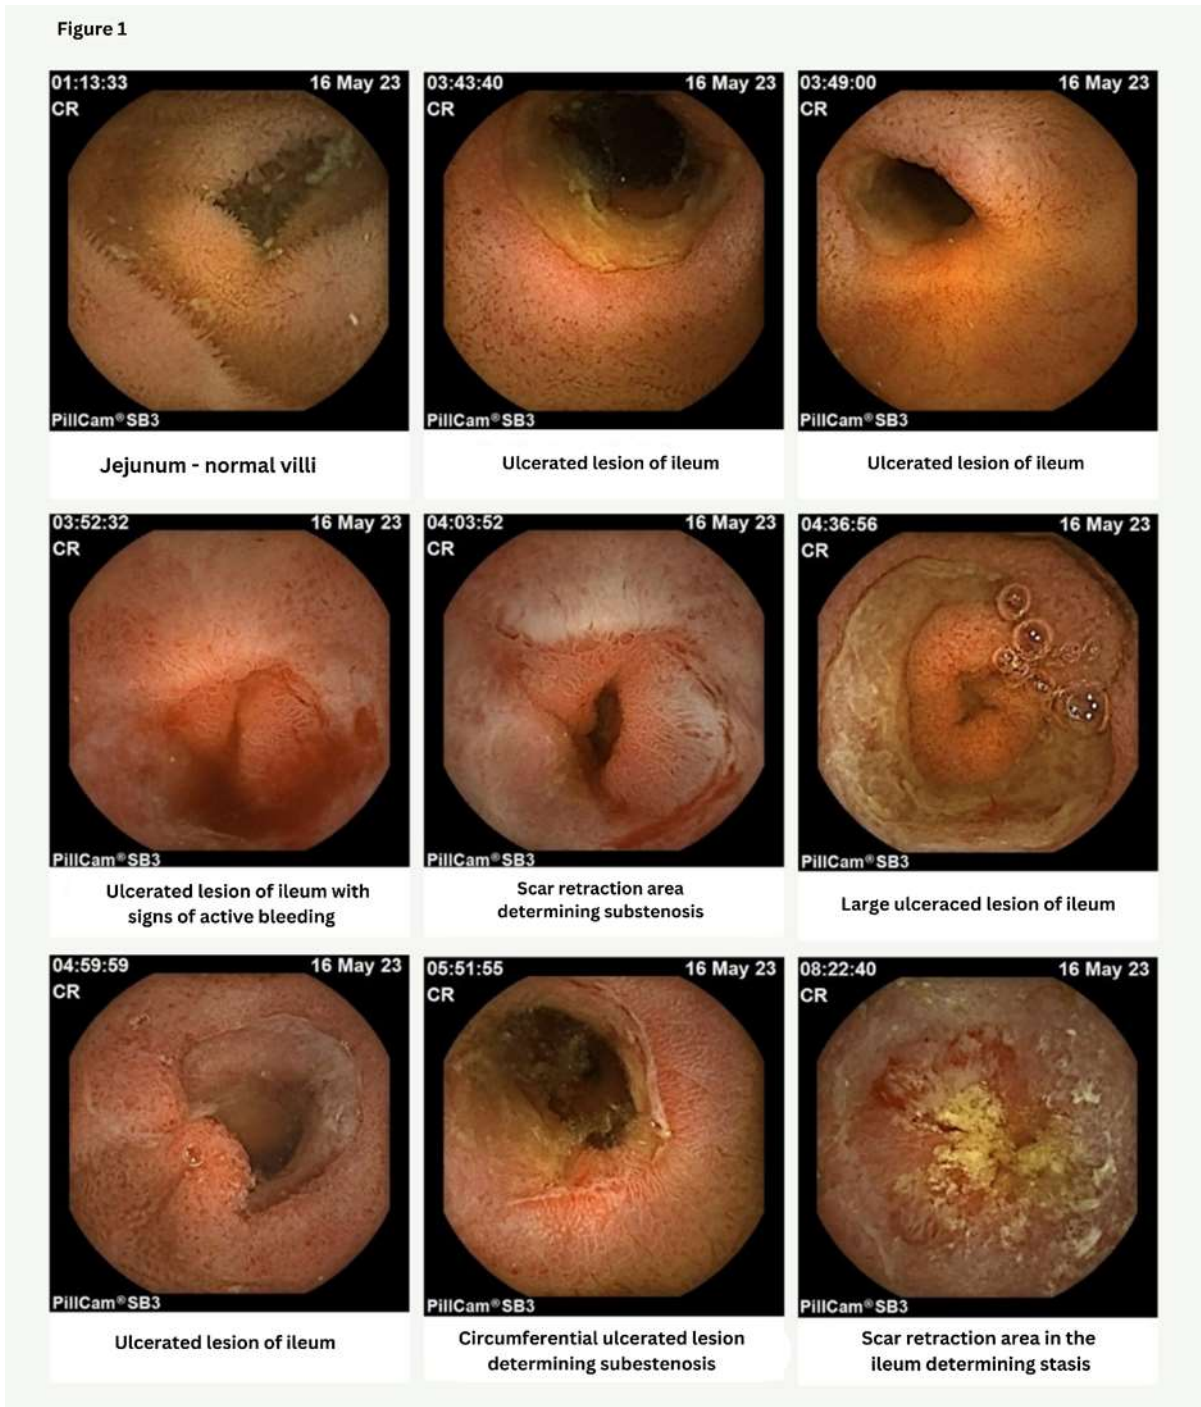 Figure 1
01:13:33 16 May 23
CR
PillCam®SB3
Jejunum - normal villi
03:43:40 16 May 23
CR
PillCam®SB3
Ulcerated lesion of ileum
03:49:00 16 May 23
CR
PillCam®SB3
Ulcerated lesion of ileum
03:52:32 16 May 23
CR
PillCam®SB3
Ulcerated lesion of ileum with
signs of active bleeding
04:03:52 16 May 23
CR
PillCam®SB3
Scar retraction area
determining substenosis
04:36:56 16 May 23
CR
PillCam®SB3
Large ulceraced lesion of ileum
04:59:59 16 May 23
CR
PillCam®SB3
Ulcerated lesion of ileum
05:51:55 16 May 23
CR
PillCam®SB3
Circumferential ulcerated lesion
determining subestenosis
08:22:40 16 May 23
CR
PillCam®SB3
Scar retraction area in the
ileum determining stasis